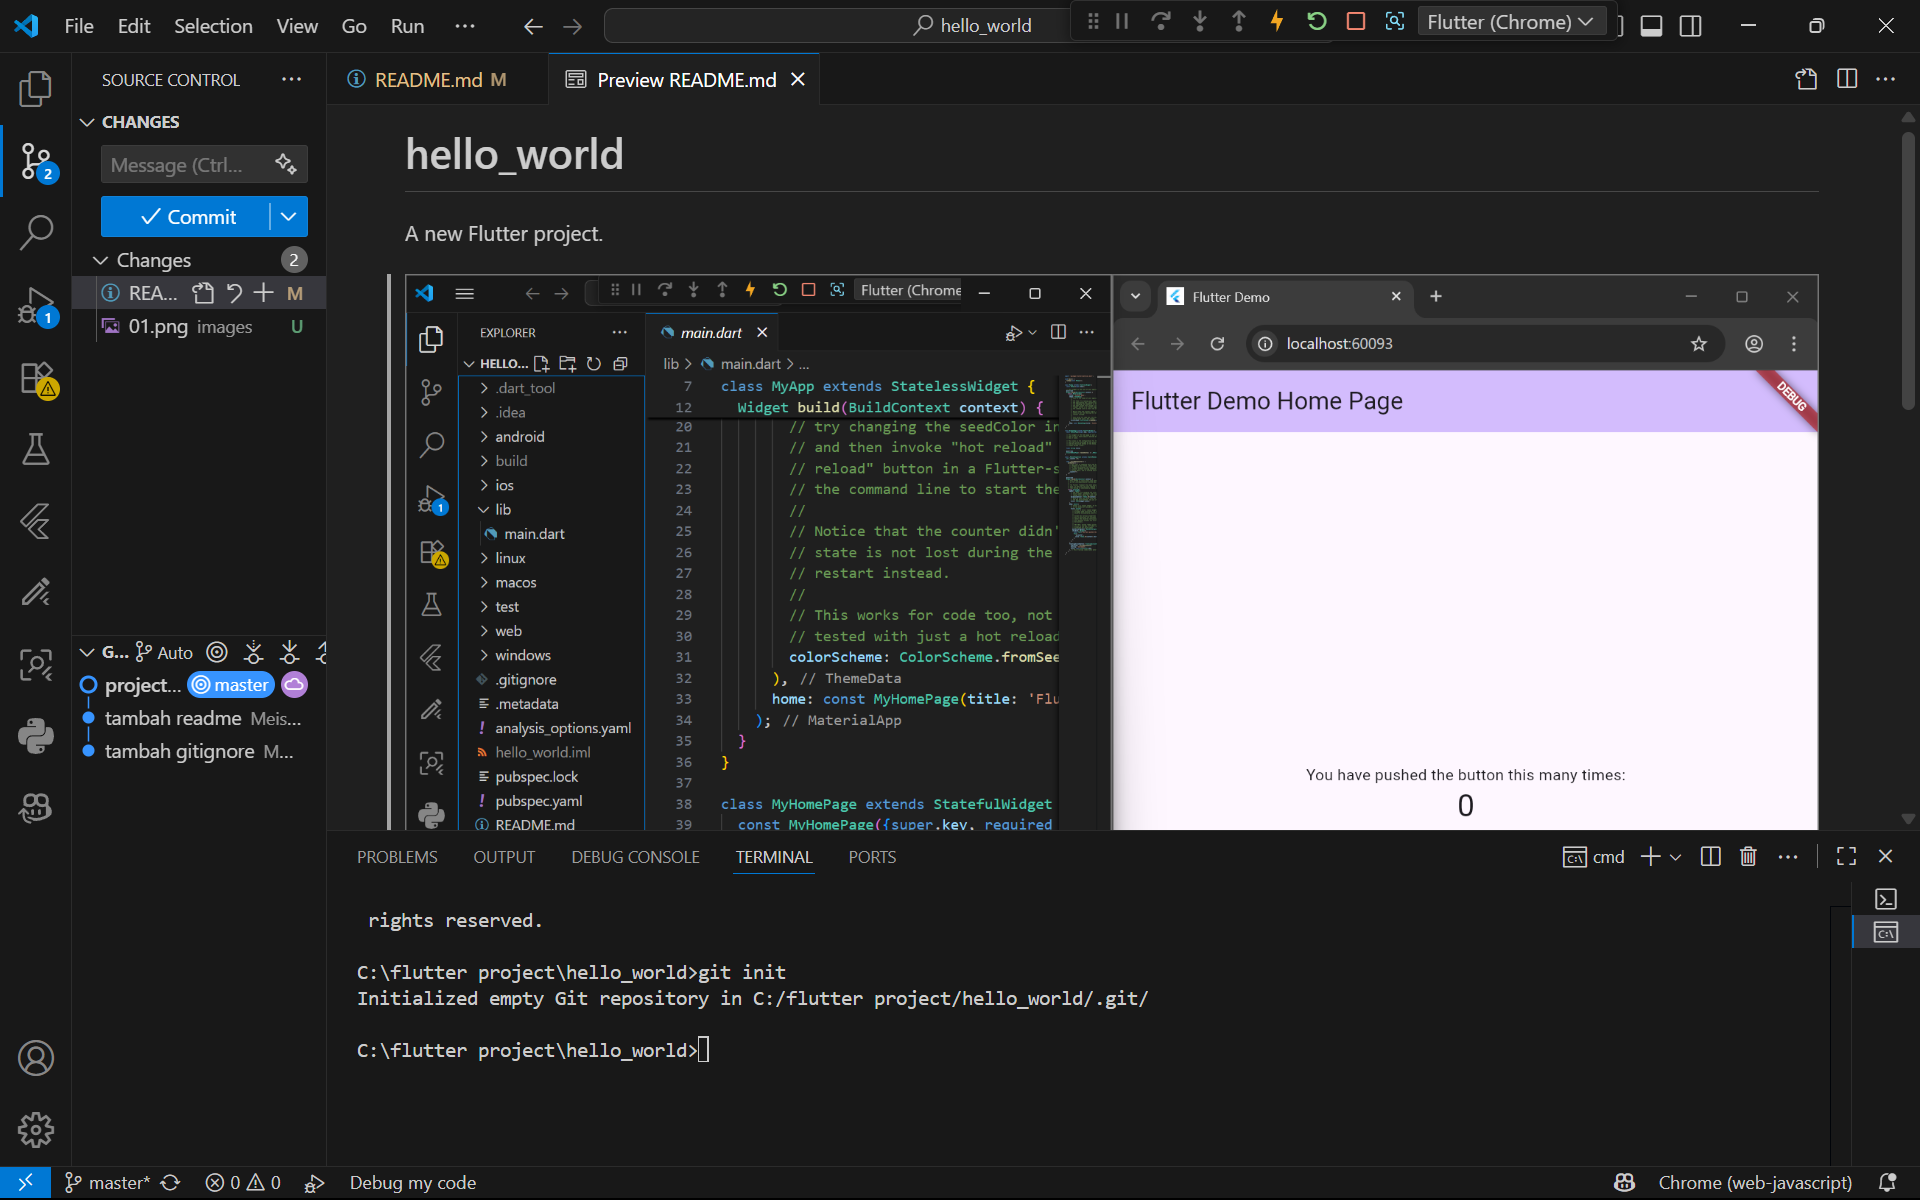 File Edit Selection View Go Run ··· hello_world Flutter (Chrome)
SOURCE CONTROL
README.md M
Preview README.md
CHANGES
Message (Ctrl...
Commit
Changes 2
REA... M
01.png images U
2
1
hello_world
A new Flutter project.
Flutter (Chrome
EXPLORER
HELLO...
.dart_tool
.idea
android
build
ios
lib
main.dart
linux
macos
test
web
windows
.gitignore
.metadata
analysis_options.yaml
hello_world.iml
pubspec.lock
pubspec.yaml
README.md
1
main.dart
lib > main.dart > ...
7 class MyApp extends StatelessWidget {
12 Widget build(BuildContext context) {
20 // try changing the seedColor in
21 // and then invoke "hot reload"
22 // reload" button in a Flutter-s
23 // the command line to start the
24 //
25 // Notice that the counter didn'
26 // state is not lost during the
27 // restart instead.
28 //
29 // This works for code too, not
30 // tested with just a hot reload
31 colorScheme: ColorScheme.fromSee
32 ), // ThemeData
33 home: const MyHomePage(title: 'Flu
34 ); // MaterialApp
35 }
36 }
37
38 class MyHomePage extends StatefulWidget
39 const MyHomePage({super.key, required
Flutter Demo
localhost:60093
Flutter Demo Home Page
DEBUG
You have pushed the button this many times:
0
G... Auto
project... master
tambah readme Meis...
tambah gitignore M...
PROBLEMS OUTPUT DEBUG CONSOLE TERMINAL PORTS
cmd
rights reserved.
C:\flutter project\hello_world>git init
Initialized empty Git repository in C:/flutter project/hello_world/.git/
C:\flutter project\hello_world>
master* 0 0 Debug my code
Chrome (web-javascript)